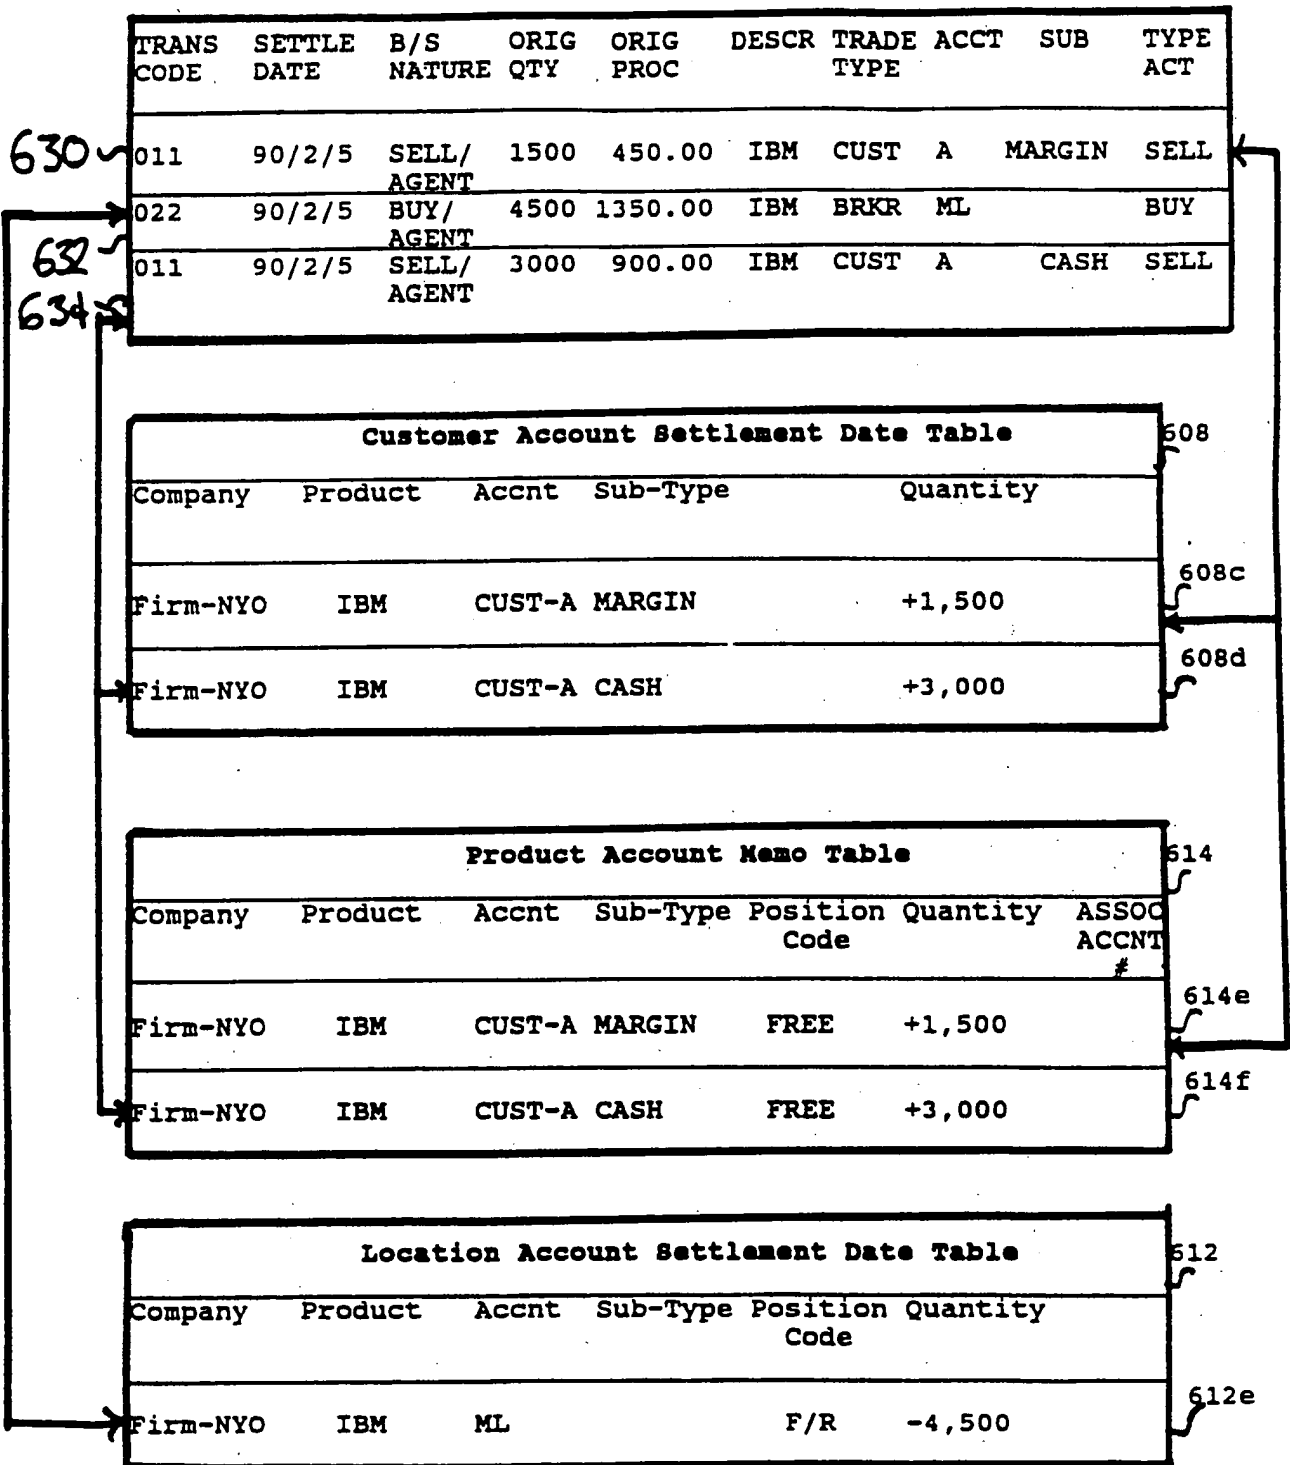 TRANS SETTLE B/S ORIG ORIG DESCR TRADE ACCT SUB TYPE
CODE DATE NATURE QTY PROC TYPE ACT
630 011 90/2/5 SELL/ 1500 450.00 IBM CUST A MARGIN SELL
AGENT
022 90/2/5 BUY/ 4500 1350.00 IBM BRKR ML BUY
632 AGENT
011 90/2/5 SELL/ 3000 900.00 IBM CUST A CASH SELL
634 AGENT
Customer Account Settlement Date Table 608
Company Product Accnt Sub-Type Quantity
608c
Firm-NYO IBM CUST-A MARGIN +1,500
608d
Firm-NYO IBM CUST-A CASH +3,000
Product Account Memo Table 614
Company Product Accnt Sub-Type Position Quantity ASSOC
Code ACCNT
#
614e
Firm-NYO IBM CUST-A MARGIN FREE +1,500
614f
Firm-NYO IBM CUST-A CASH FREE +3,000
Location Account Settlement Date Table 612
Company Product Accnt Sub-Type Position Quantity
Code
612e
Firm-NYO IBM ML F/R -4,500